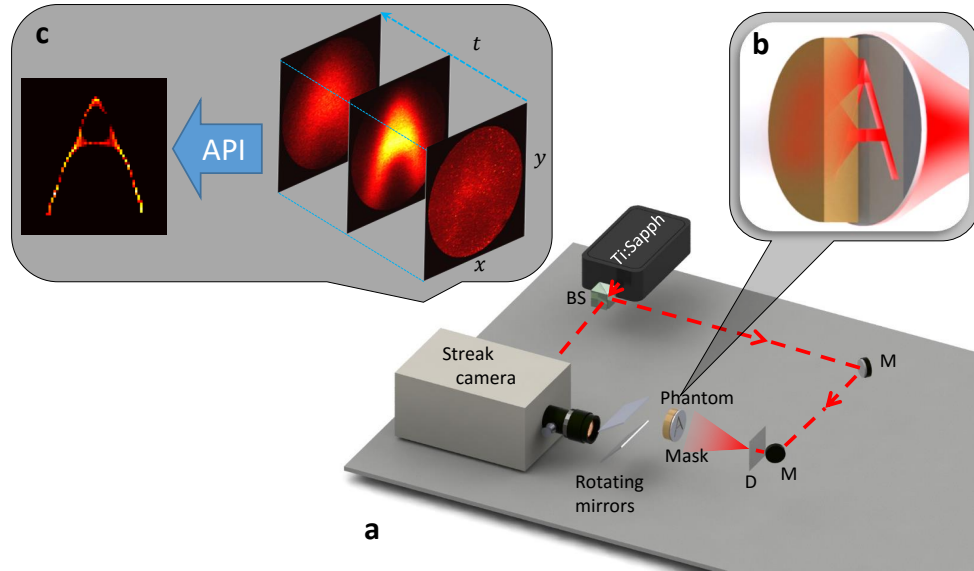 c
t
API
y
x
b
A
Ti:Sapph
BS
Streak
camera
M
Phantom
Mask
D
M
Rotating
mirrors
a